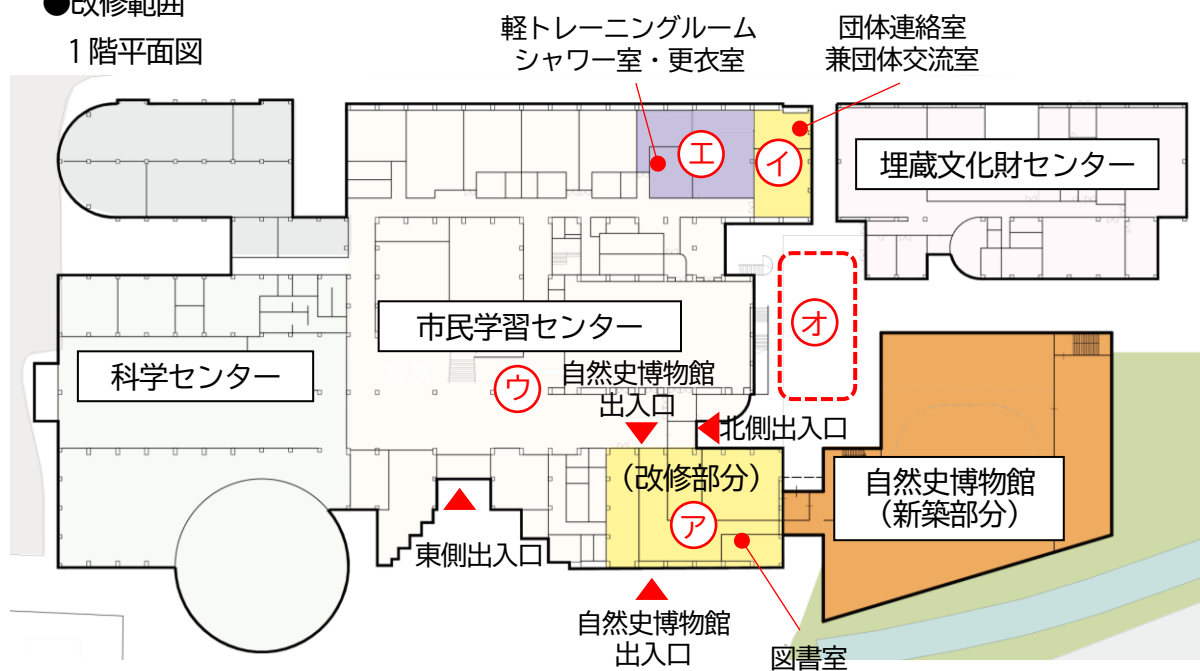 ●改修範囲
1階平面図
軽トレーニングルーム
シャワー室・更衣室
団体連絡室
兼団体交流室
エ
イ
埋蔵文化財センター
オ
市民学習センター
科学センター
ウ
自然史博物館
出入口
北側出入口
（改修部分）
ア
自然史博物館
（新築部分）
東側出入口
自然史博物館
出入口
図書室